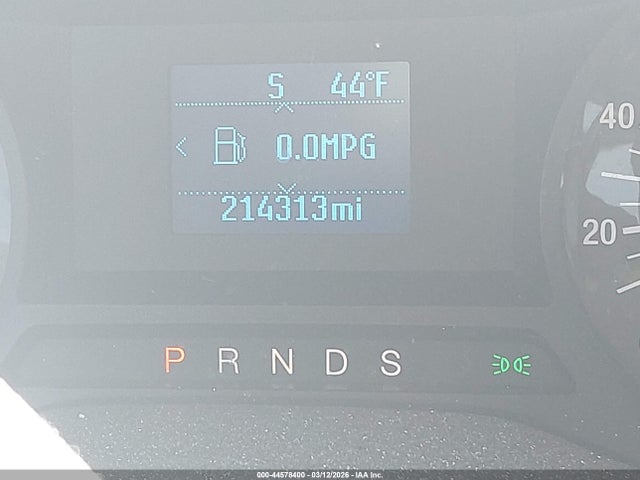 S 44°F
0.0MPG
214313mi
40
20
P R N D S
000-44578400 - 03/12/2026 - IAA Inc.